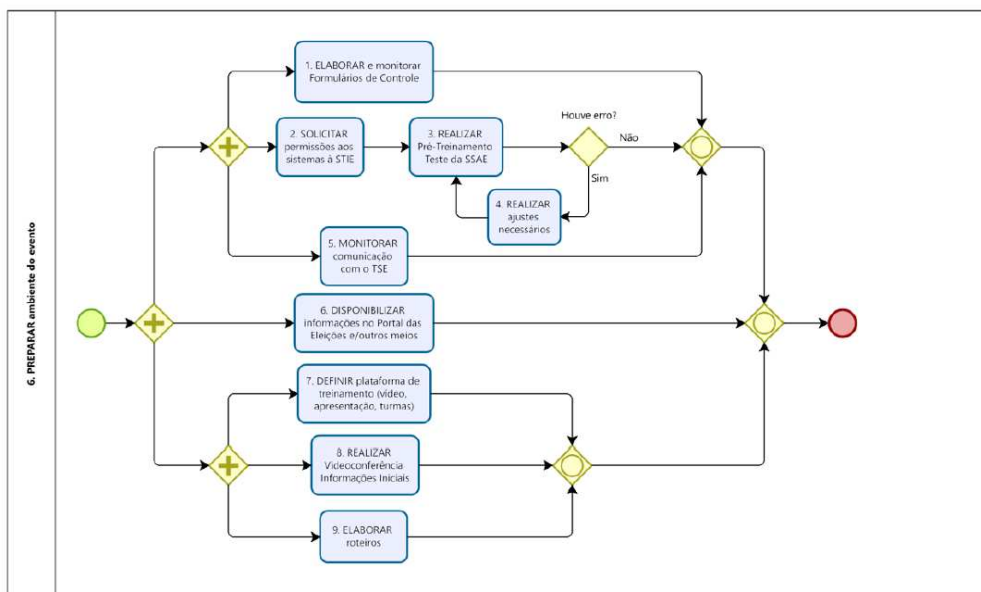 6. PREPARAR ambiente do evento
1. ELABORAR e monitorar
Formulários de Controle
2. SOLICITAR
permissões aos
sistemas à STIE
3. REALIZAR
Pré-Treinamento
Teste da SSAE
Houve erro?
Não
Sim
4. REALIZAR
ajustes
necessários
5. MONITORAR
comunicação
com o TSE
6. DISPONIBILIZAR
informações no Portal das
Eleições e/outros meios
7. DEFINIR plataforma de
treinamento (vídeo,
apresentação, turmas)
8. REALIZAR
Videoconferência
Informações Iniciais
9. ELABORAR
roteiros